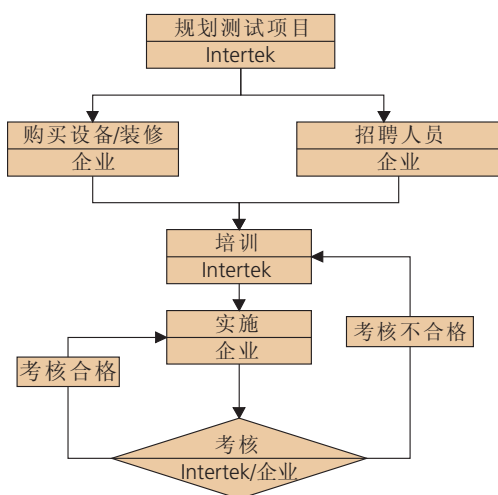 规划测试项目
Intertek
购买设备/装修
企业
招聘人员
企业
培训
Intertek
实施
企业
考核合格
考核不合格
考核
Intertek/企业